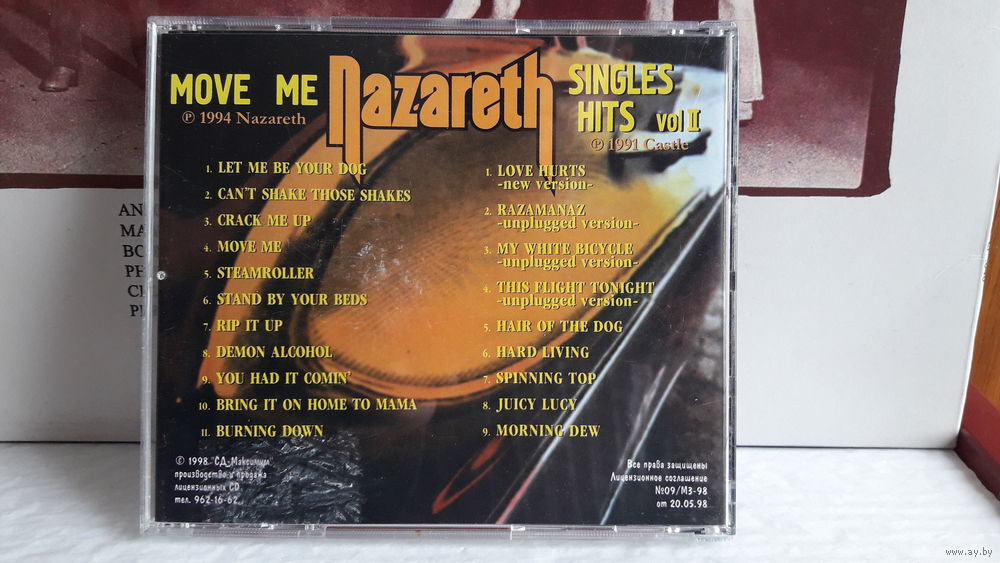 MOVE ME
℗ 1994 Nazareth
Nazareth
SINGLES
HITS vol II
℗ 1991 Castle
1. LET ME BE YOUR DOG
2. CAN'T SHAKE THOSE SHAKES
3. CRACK ME UP
4. MOVE ME
5. STEAMROLLER
6. STAND BY YOUR BEDS
7. RIP IT UP
8. DEMON ALCOHOL
9. YOU HAD IT COMIN'
10. BRING IT ON HOME TO MAMA
11. BURNING DOWN
1. LOVE HURTS
-new version-
2. RAZAMANAZ
-unplugged version-
3. MY WHITE BICYCLE
-unplugged version-
4. THIS FLIGHT TONIGHT
-unplugged version-
5. HAIR OF THE DOG
6. HARD LIVING
7. SPINNING TOP
8. JUICY LUCY
9. MORNING DEW
© 1998 "СД-Максимум
производство и продажа
лицензионных CD
тел. 962-16-62
Все права защищены
Лицензионное соглашение
№09/МЗ-98
от 20.05.98
AN
MA
BO
PH
CH
PE
www.ay.by